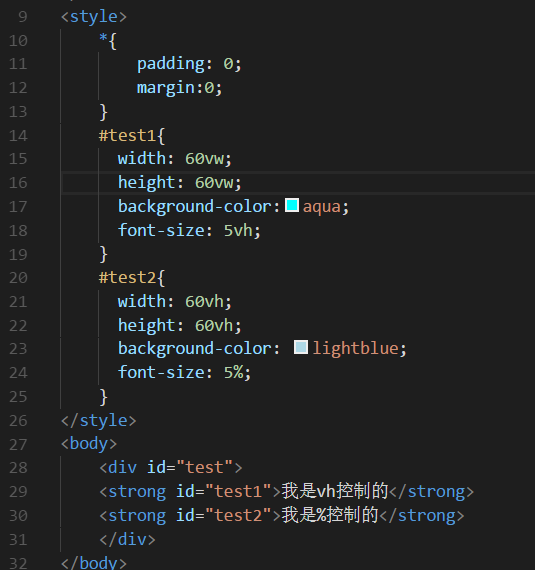 9 <style>
10 *{
11 padding: 0;
12 margin:0;
13 }
14 #test1{
15 width: 60vw;
16 height: 60vw;
17 background-color:aqua;
18 font-size: 5vh;
19 }
20 #test2{
21 width: 60vh;
22 height: 60vh;
23 background-color: lightblue;
24 font-size: 5%;
25 }
26 </style>
27 <body>
28 <div id="test">
29 <strong id="test1">我是vh控制的</strong>
30 <strong id="test2">我是%控制的</strong>
31 </div>
32 </body>